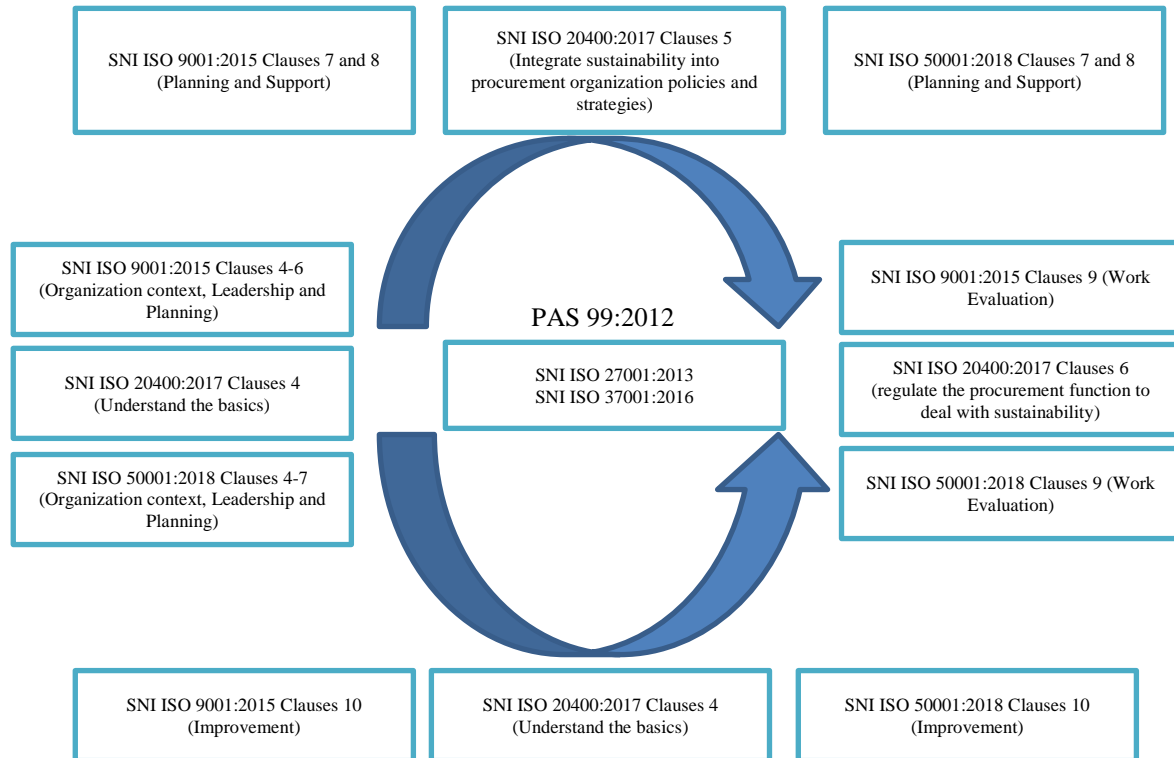 SNI ISO 9001:2015 Clauses 7 and 8
(Planning and Support)
SNI ISO 20400:2017 Clauses 5
(Integrate sustainability into
procurement organization policies and
strategies)
SNI ISO 50001:2018 Clauses 7 and 8
(Planning and Support)
SNI ISO 9001:2015 Clauses 4-6
(Organization context, Leadership and
Planning)
SNI ISO 20400:2017 Clauses 4
(Understand the basics)
SNI ISO 50001:2018 Clauses 4-7
(Organization context, Leadership and
Planning)
PAS 99:2012
SNI ISO 27001:2013
SNI ISO 37001:2016
SNI ISO 9001:2015 Clauses 9 (Work
Evaluation)
SNI ISO 20400:2017 Clauses 6
(regulate the procurement function to
deal with sustainability)
SNI ISO 50001:2018 Clauses 9 (Work
Evaluation)
SNI ISO 9001:2015 Clauses 10
(Improvement)
SNI ISO 20400:2017 Clauses 4
(Understand the basics)
SNI ISO 50001:2018 Clauses 10
(Improvement)